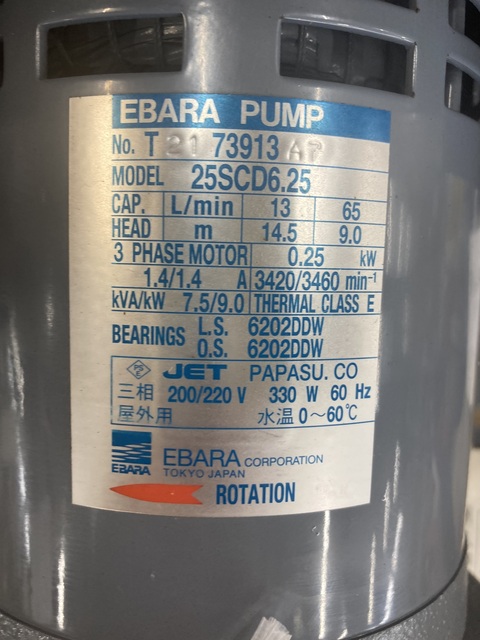 EBARA PUMP
No. T 21 73913 AP
MODEL 25SCD6.25
CAP. L/min 13 65
HEAD m 14.5 9.0
3 PHASE MOTOR 0.25 kW
1.4/1.4 A 3420/3460 min⁻¹
kVA/kW 7.5/9.0 THERMAL CLASS E
BEARINGS L.S. 6202DDW
O.S. 6202DDW
JET PAPASU. CO
三相 200/220 V 330 W 60 Hz
屋外用 水温 0〜60℃
EBARA EBARA CORPORATION
TOKYO JAPAN
ROTATION